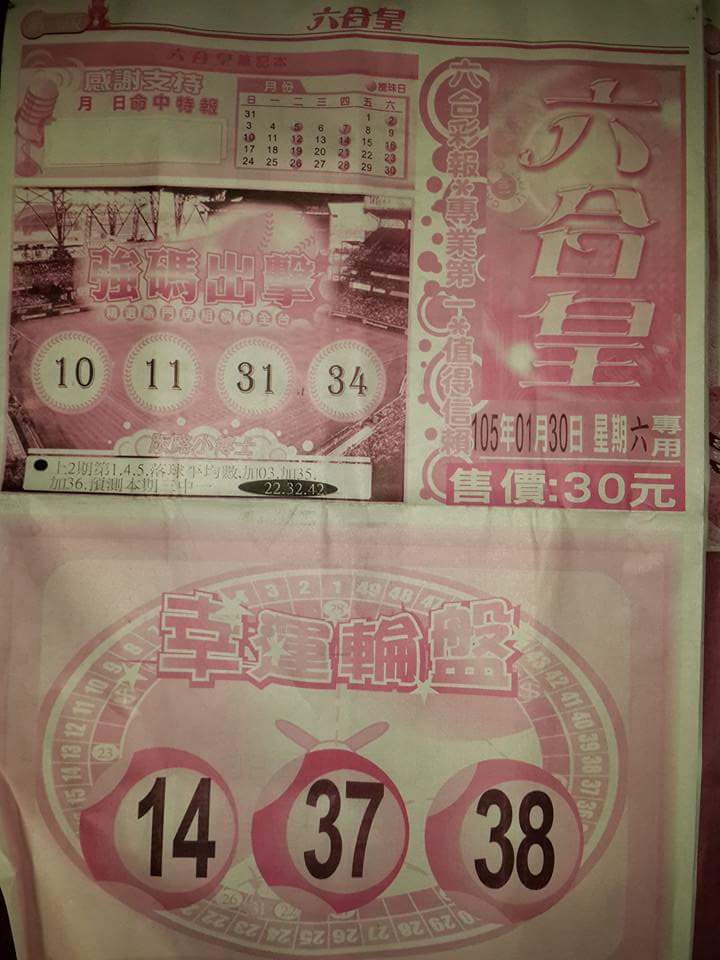 六合皇
六合皇筆記本
感謝支持
月 日命中特報
月份
攪珠日
日 一 二 三 四 五 六
31 1 2
3 4 5 6 7 8 9
10 11 12 13 14 15 16
17 18 19 20 21 22 23
24 25 26 27 28 29 30
強碼出擊
10 11 31 34
上2期第1.4.5.落球平均數,加03.加35.
加36.預測本期三中一
22.32.42
六合彩報*專業第一*值得信賴
六合皇
105年01月30日 星期六 專用
售價:30元
幸運輪盤
14 37 38